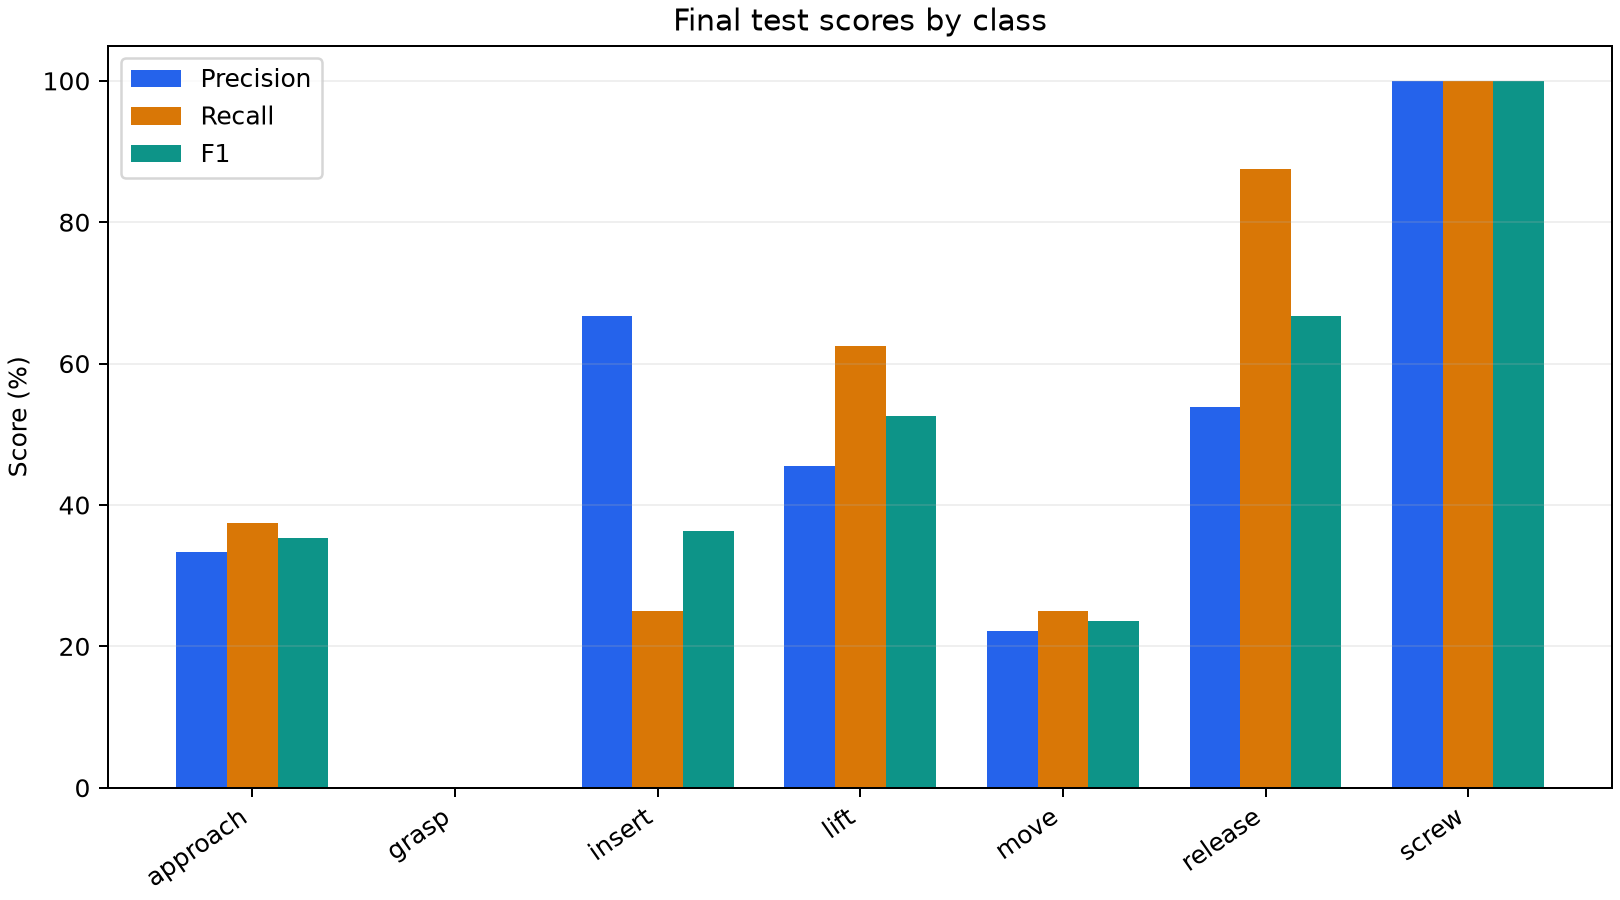 Final test scores by class
Precision
Recall
F1
Score (%)
100
80
60
40
20
0
approach
grasp
insert
lift
move
release
screw